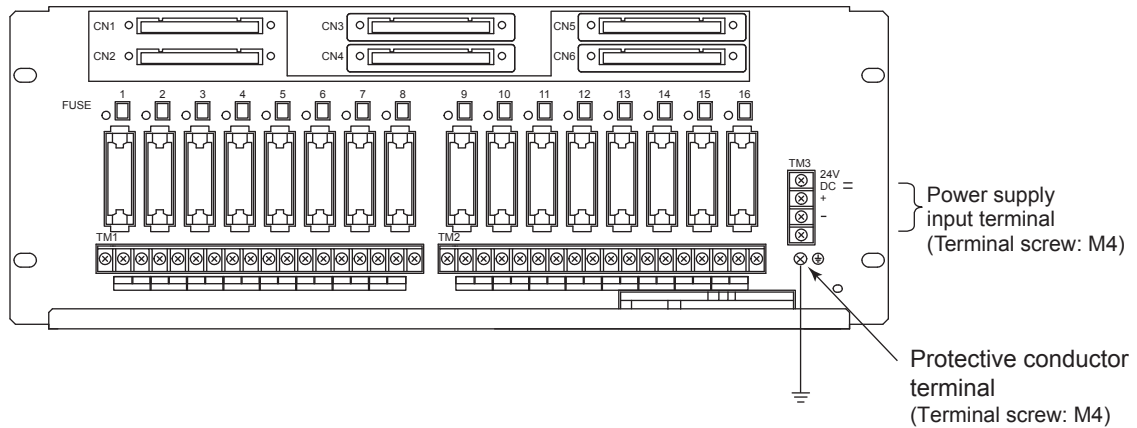 CN1 CN3 CN5
CN2 CN4 CN6
FUSE 1 2 3 4 5 6 7 8 9 10 11 12 13 14 15 16
TM3
24V
DC
+
−
TM1 TM2
Power supply
input terminal
(Terminal screw: M4)
Protective conductor
terminal
(Terminal screw: M4)